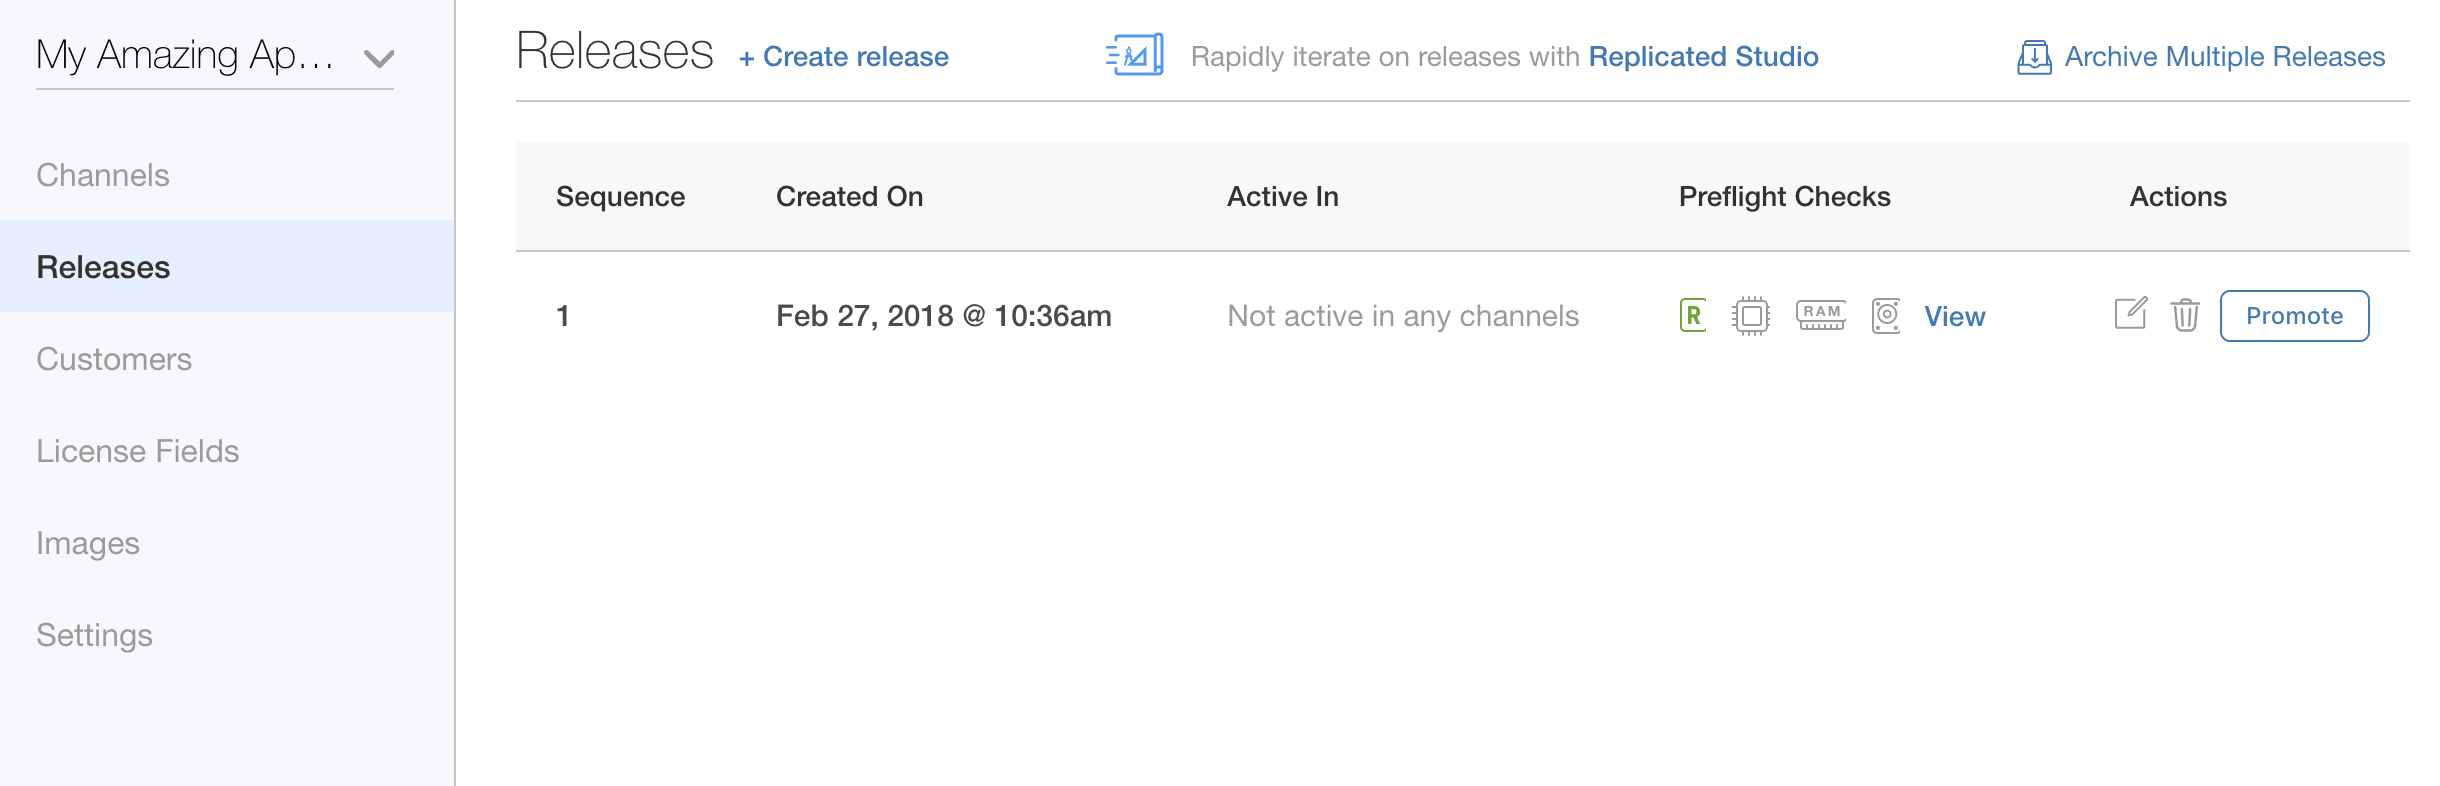 My Amazing Ap...
Channels
Releases
Customers
License Fields
Images
Settings
Releases + Create release
Rapidly iterate on releases with Replicated Studio
Archive Multiple Releases
Sequence Created On Active In Preflight Checks Actions
1 Feb 27, 2018 @ 10:36am Not active in any channels R RAM View Promote